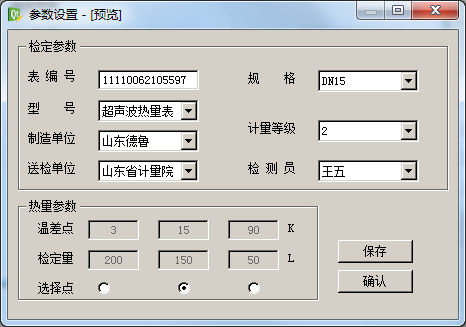 参数设置 - [预览]
检定参数
表 编 号 11110062105597 规 格 DN15
型 号 超声波热量表
计量等级 2
制造单位 山东德鲁
送检单位 山东省计量院 检 测 员 王五
热量参数
温差点 3 15 90 K
检定量 200 150 50 L
选择点
保存
确认